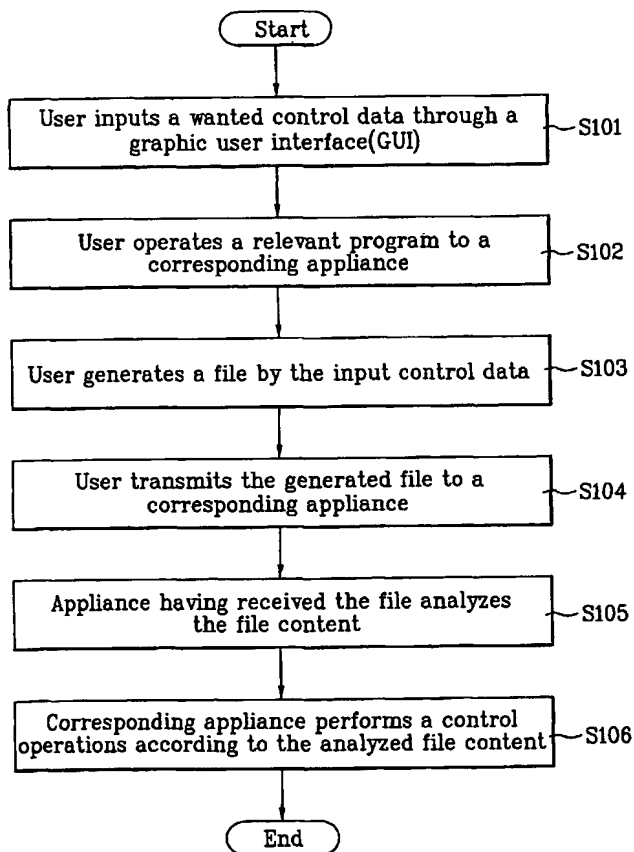 Start
User inputs a wanted control data through a
graphic user interface(GUI)
S101
User operates a relevant program to a
corresponding appliance
S102
User generates a file by the input control data
S103
User transmits the generated file to a
corresponding appliance
S104
Appliance having received the file analyzes
the file content
S105
Corresponding appliance performs a control
operations according to the analyzed file content
S106
End